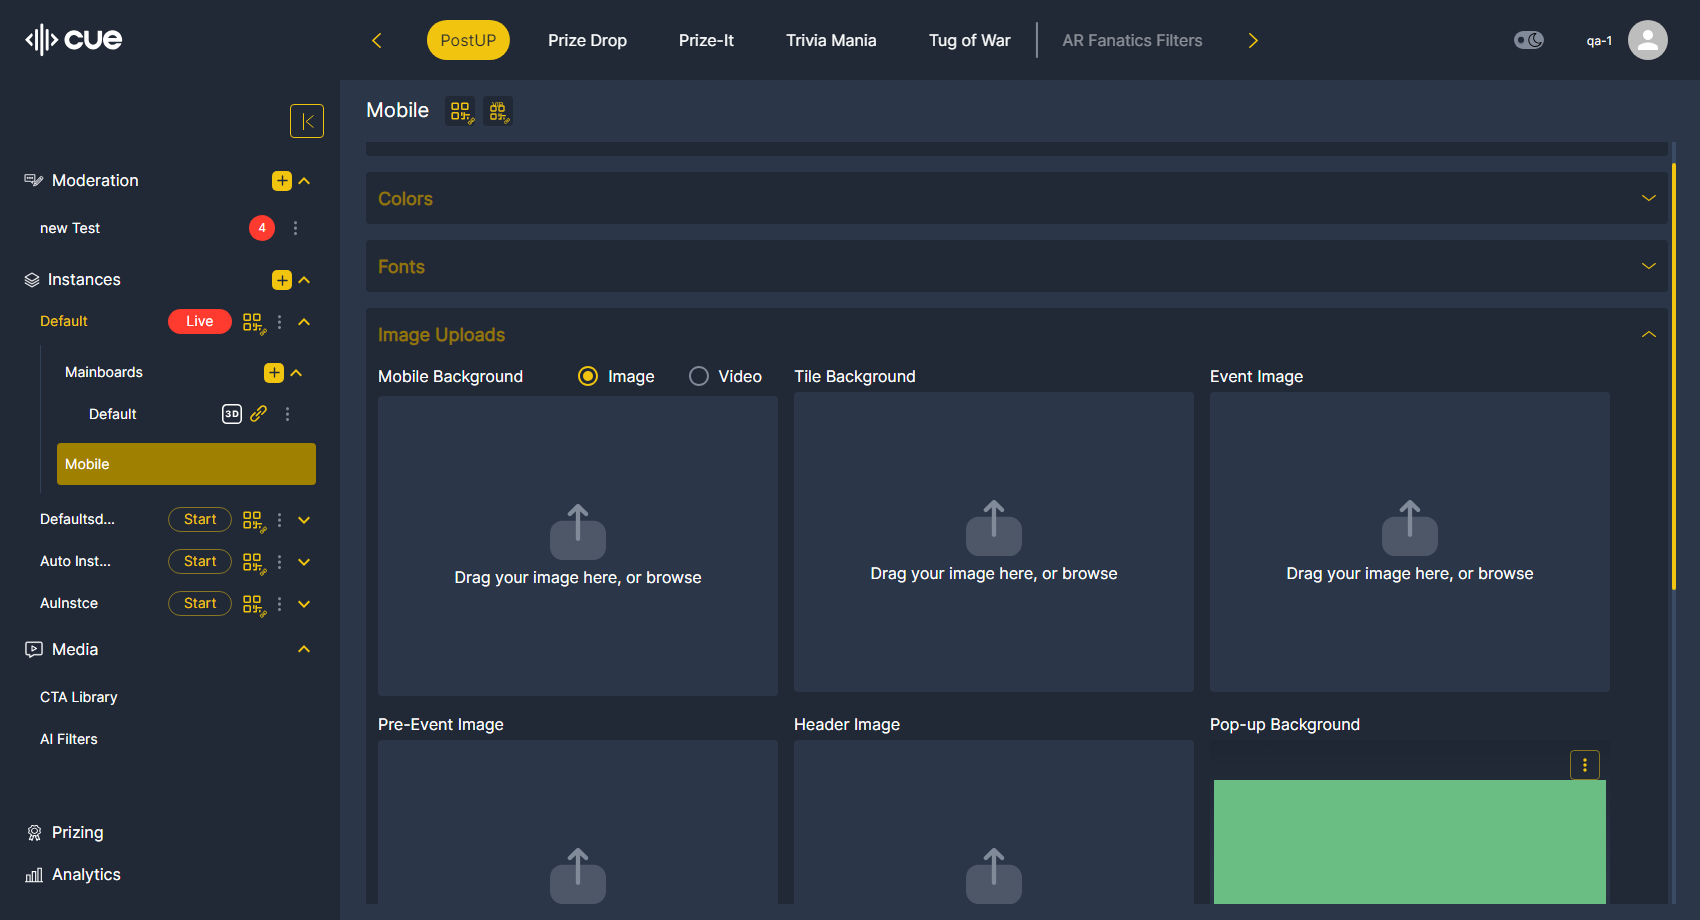 cue
PostUP
Prize Drop
Prize-It
Trivia Mania
Tug of War
AR Fanatics Filters
qa-1
Moderation
new Test
4
Instances
Default
Live
Mainboards
Default
3D
Mobile
Defaultsd...
Start
Auto Inst...
Start
AuInstce
Start
Media
CTA Library
AI Filters
Prizing
Analytics
Mobile
VIP
Colors
Fonts
Image Uploads
Mobile Background
Image
Video
Tile Background
Event Image
Drag your image here, or browse
Drag your image here, or browse
Drag your image here, or browse
Pre-Event Image
Header Image
Pop-up Background